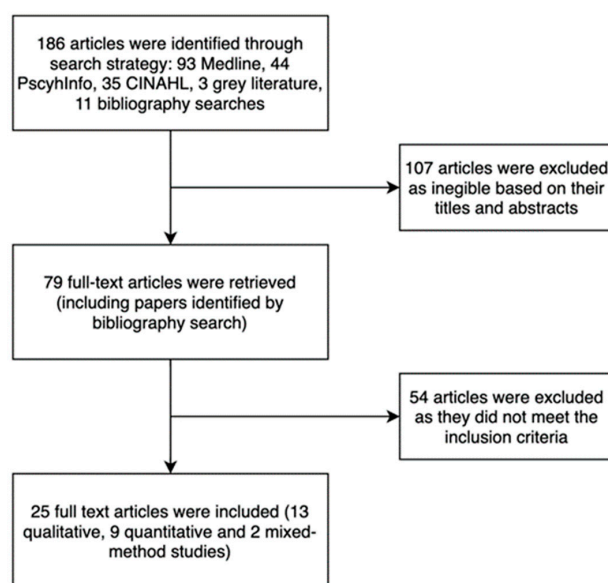 186 articles were identified through
search strategy: 93 Medline, 44
PscyhInfo, 35 CINAHL, 3 grey literature,
11 bibliography searches
107 articles were excluded
as inegible based on their
titles and abstracts
79 full-text articles were retrieved
(including papers identified by
bibliography search)
54 articles were excluded
as they did not meet the
inclusion criteria
25 full text articles were included (13
qualitative, 9 quantitative and 2 mixed-
method studies)